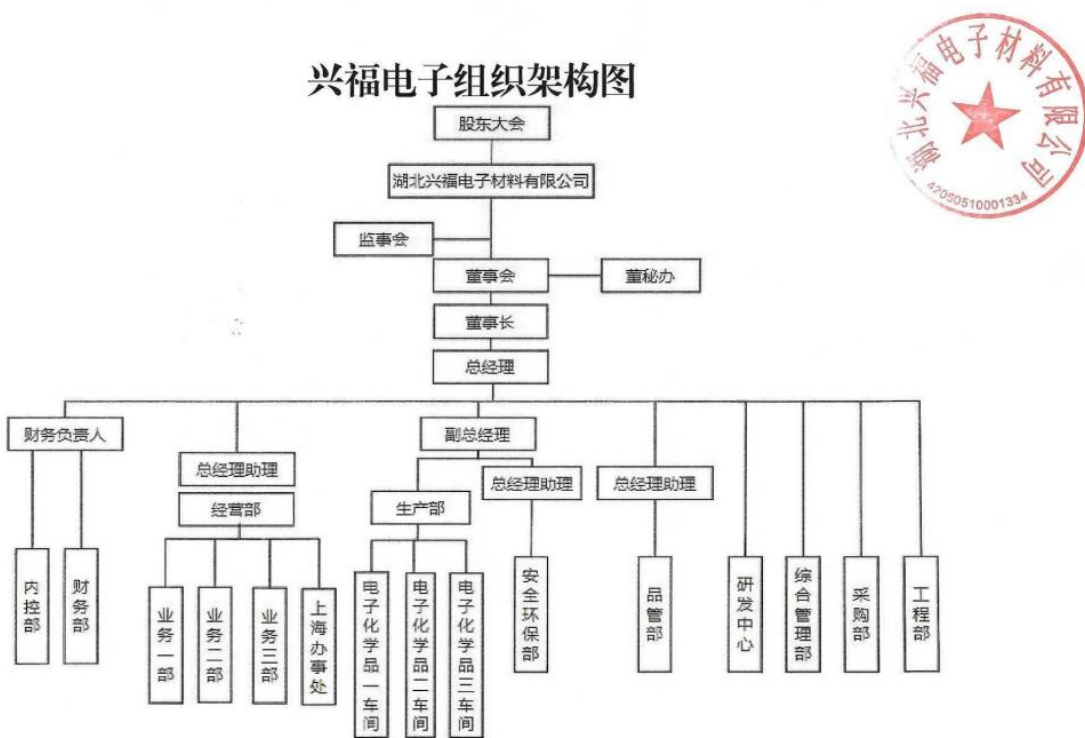 兴福电子组织架构图
湖北兴福电子材料有限公司
42050510001334
股东大会
湖北兴福电子材料有限公司
监事会
董事会
董秘办
董事长
总经理
财务负责人
副总经理
总经理助理
总经理助理
总经理助理
经营部
生产部
内控部
财务部
业务一部
业务二部
业务三部
上海办事处
电子化学品一车间
电子化学品二车间
电子化学品三车间
安全环保部
品管部
研发中心
综合管理部
采购部
工程部